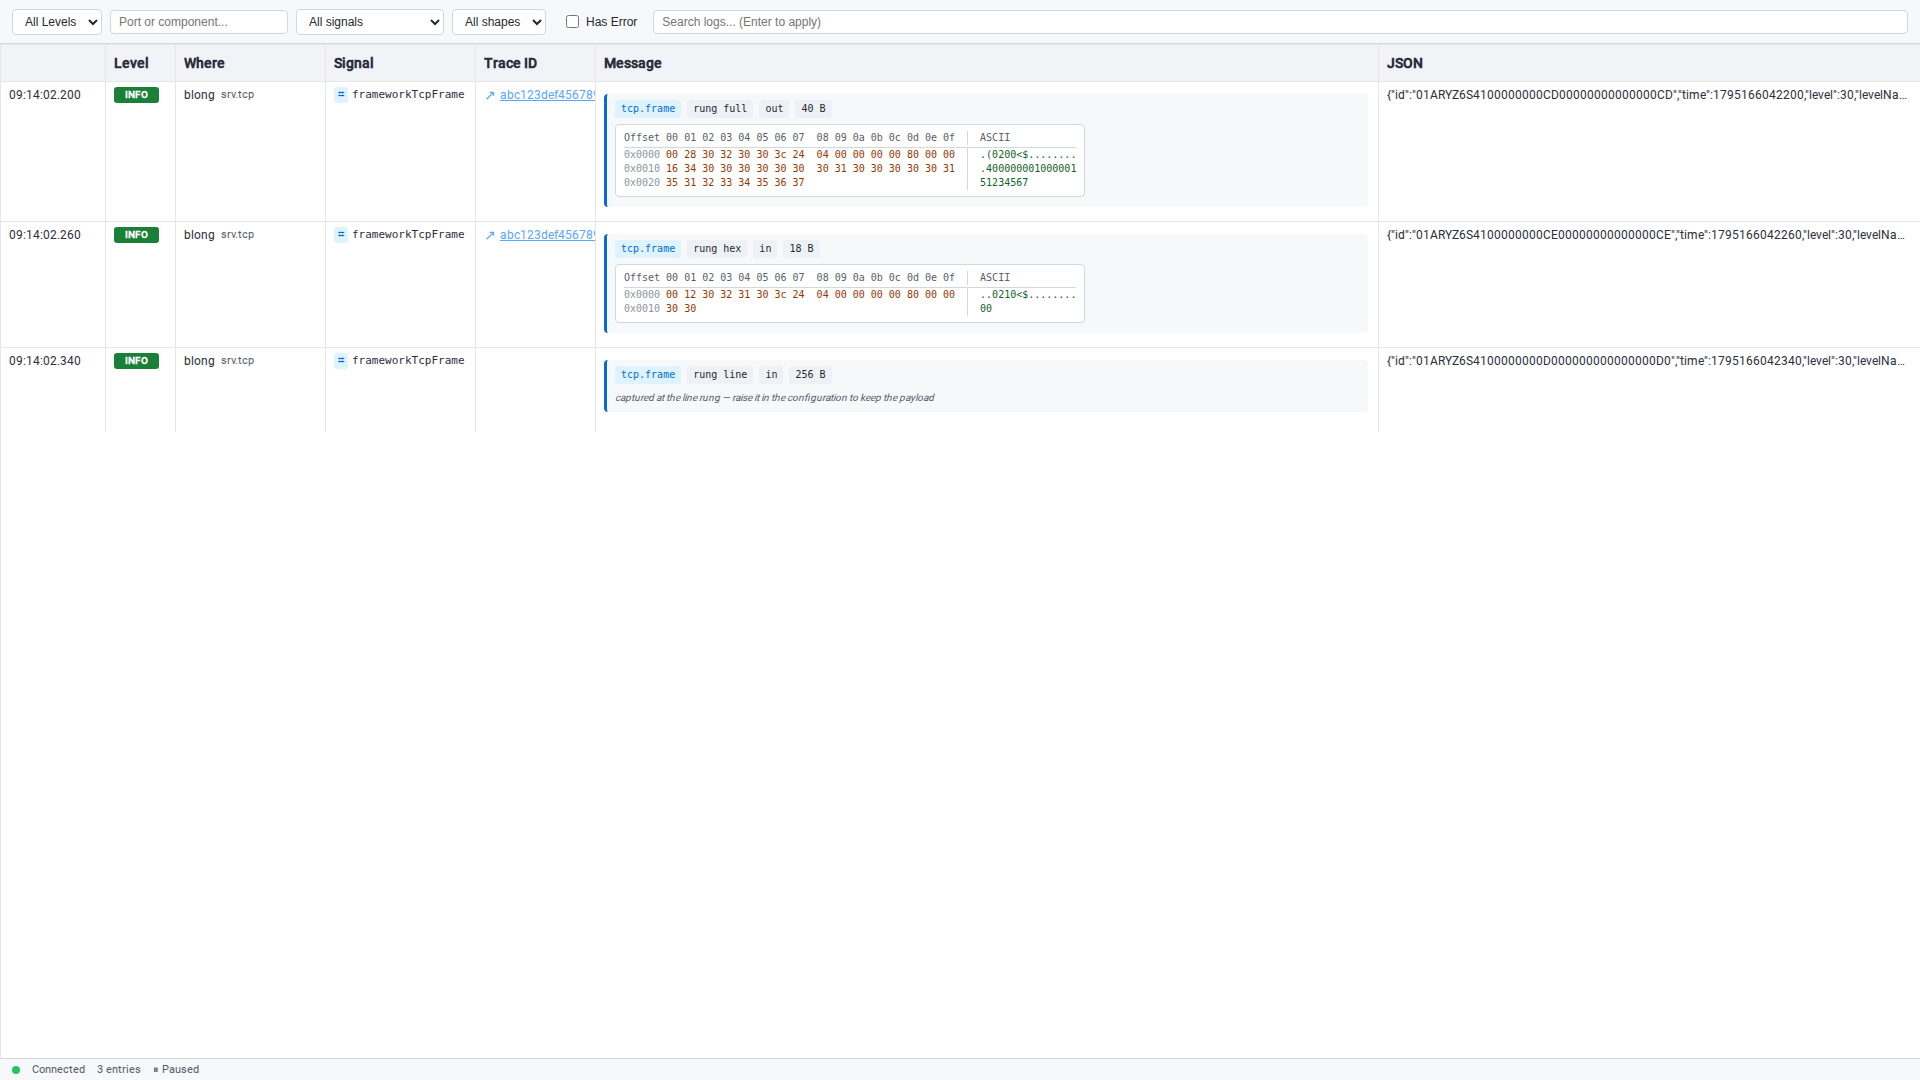 All Levels Port or component... All signals All shapes Has Error Search logs... (Enter to apply)
Level Where Signal Trace ID Message JSON
09:14:02.200 INFO blong srv.tcp # frameworkTcpFrame ↗ abc123def456789 {"id":"01ARYZ6S4100000000CD00000000000000CD","time":1795166042200,"level":30,"levelNa...
tcp.frame rung full out 40 B
Offset 00 01 02 03 04 05 06 07 08 09 0a 0b 0c 0d 0e 0f ASCII
0x0000 00 28 30 32 30 30 3c 24 04 00 00 00 00 80 00 00 .(0200<$........
0x0010 16 34 30 30 30 30 30 30 30 31 30 30 30 30 30 31 .400000001000001
0x0020 35 31 32 33 34 35 36 37 51234567
09:14:02.260 INFO blong srv.tcp # frameworkTcpFrame ↗ abc123def456789 {"id":"01ARYZ6S4100000000CE00000000000000CE","time":1795166042260,"level":30,"levelNa...
tcp.frame rung hex in 18 B
Offset 00 01 02 03 04 05 06 07 08 09 0a 0b 0c 0d 0e 0f ASCII
0x0000 00 12 30 32 31 30 3c 24 04 00 00 00 00 80 00 00 ..0210<$........
0x0010 30 30 00
09:14:02.340 INFO blong srv.tcp # frameworkTcpFrame {"id":"01ARYZ6S4100000000D000000000000000D0","time":1795166042340,"level":30,"levelNa...
tcp.frame rung line in 256 B
captured at the line rung — raise it in the configuration to keep the payload
Connected 3 entries ⏸ Paused